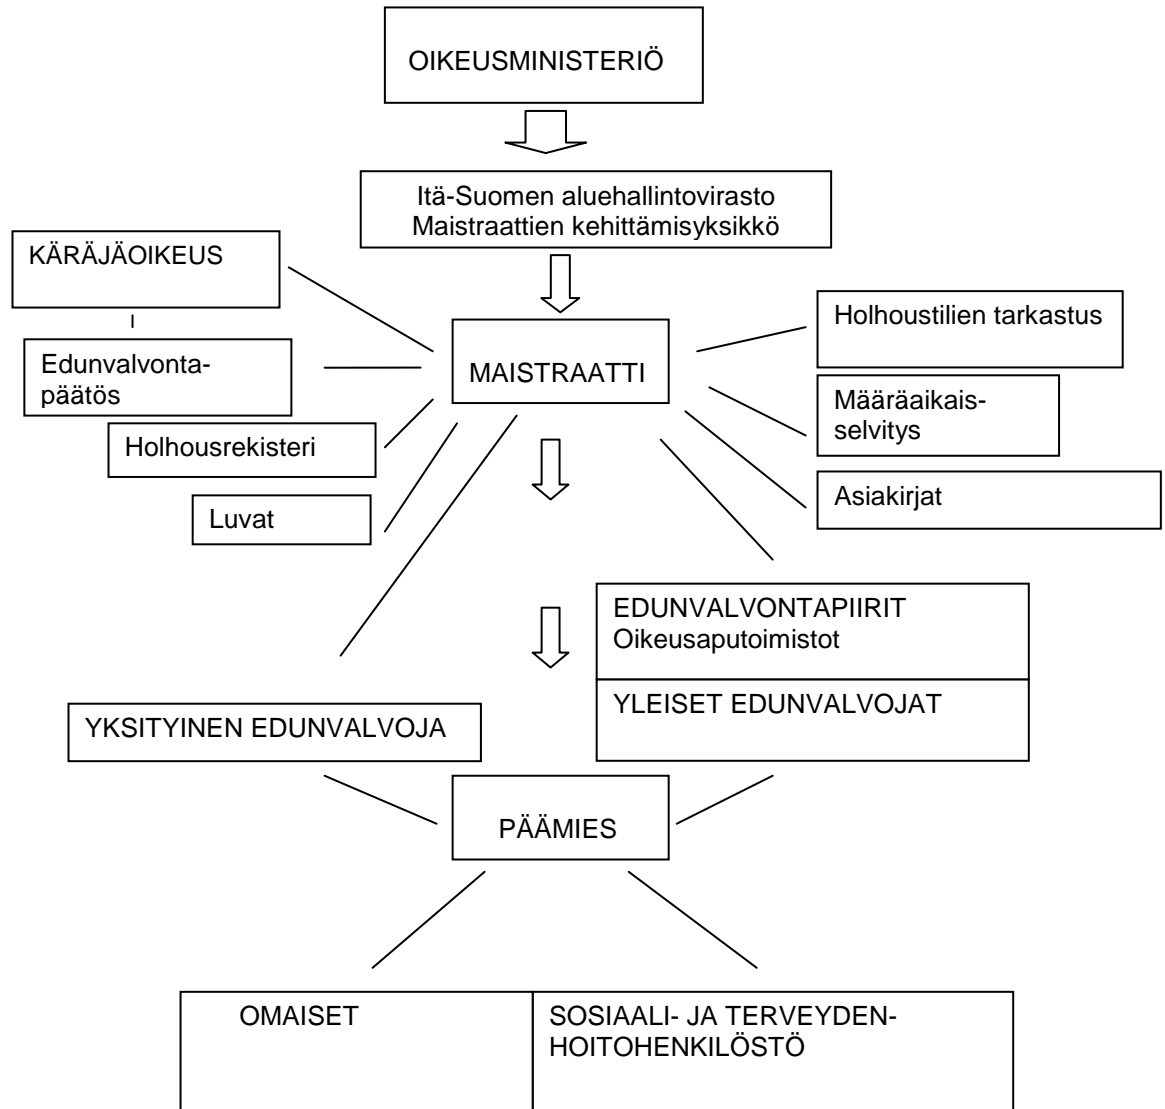 OIKEUSMINISTERIÖ
Itä-Suomen aluehallintovirasto
Maistraattien kehittämisyksikkö
KÄRÄJÄOIKEUS
Holhoustilien tarkastus
MAISTRAATTI
Edunvalvonta-
päätös
Määräaikais-
selvitys
Holhousrekisteri
Asiakirjat
Luvat
EDUNVALVONTAPIIRIT
Oikeusaputoimistot
YLEISET EDUNVALVOJAT
YKSITYINEN EDUNVALVOJA
PÄÄMIES
OMAISET
SOSIAALI- JA TERVEYDEN-
HOITOHENKILÖSTÖ